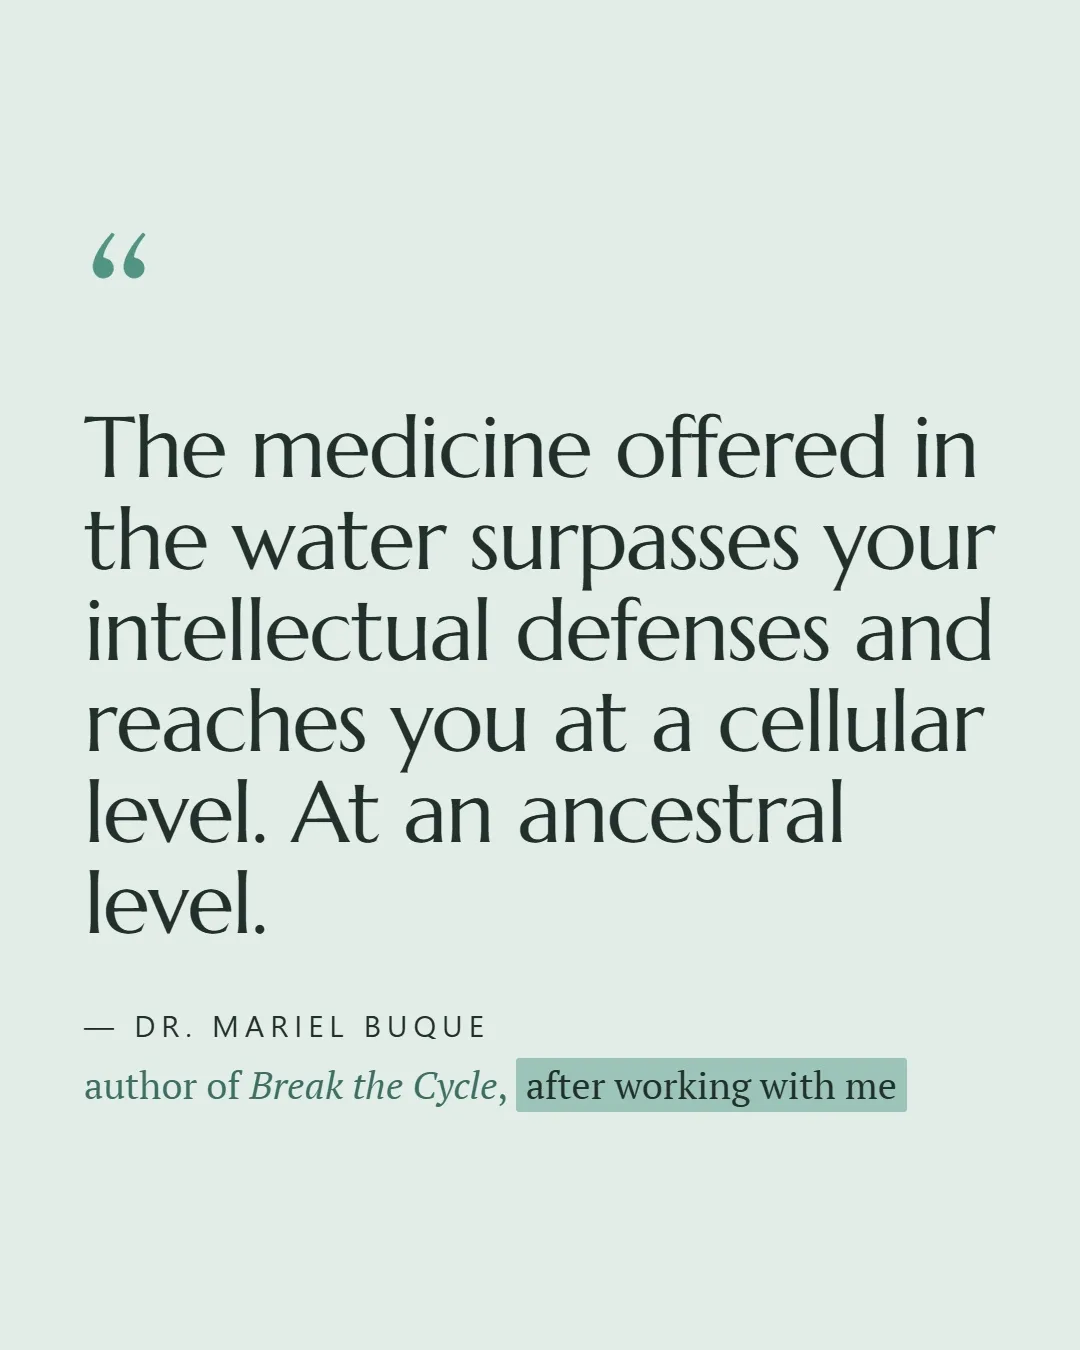 “
The medicine offered in
the water surpasses your
intellectual defenses and
reaches you at a cellular
level. At an ancestral
level.
— DR. MARIEL BUQUE
author of Break the Cycle, after working with me